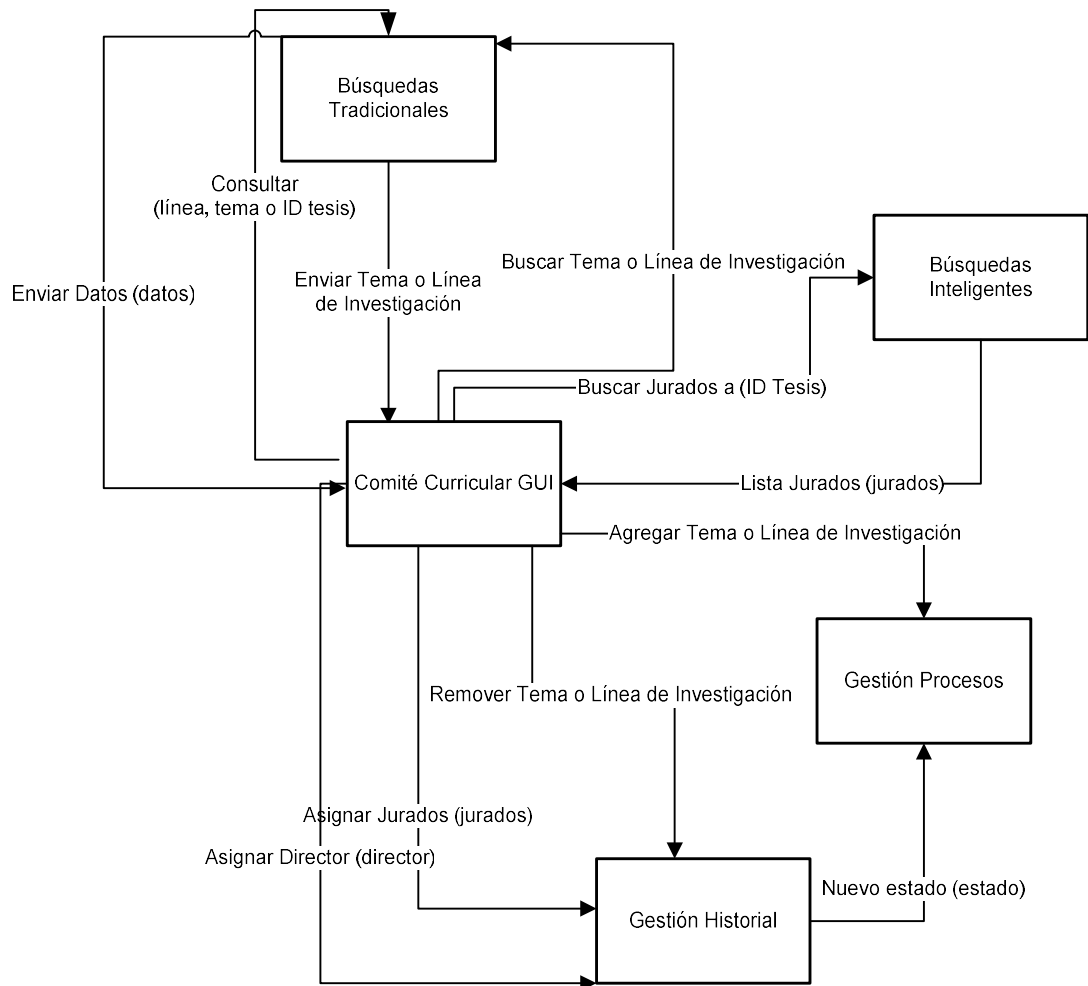 Búsquedas
Tradicionales
Consultar
(línea, tema o ID tesis)
Enviar Datos (datos)
Enviar Tema o Línea
de Investigación
Buscar Tema o Línea de Investigación
Búsquedas
Inteligentes
Buscar Jurados a (ID Tesis)
Comité Curricular GUI
Lista Jurados (jurados)
Agregar Tema o Línea de Investigación
Gestión Procesos
Remover Tema o Línea de Investigación
Asignar Jurados (jurados)
Asignar Director (director)
Nuevo estado (estado)
Gestión Historial